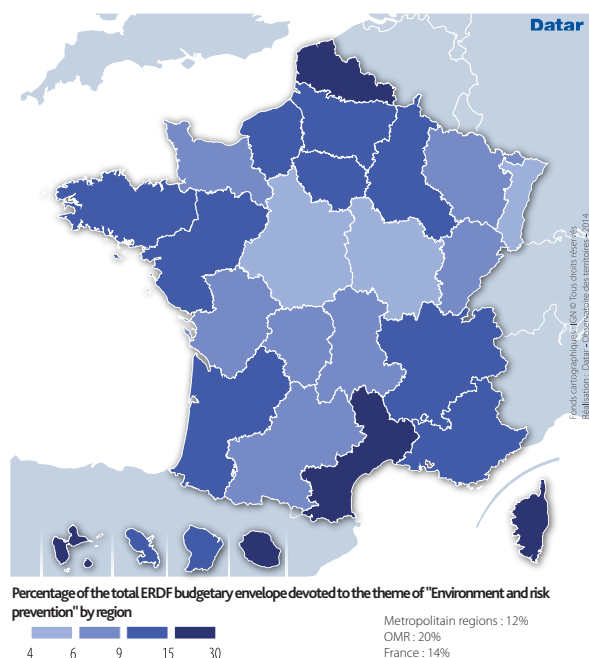 Datar
Fonds cartographiques IGN © Tous droits réservés
Réalisation : Datar - Observatoire des territoires - 2014
Percentage of the total ERDF budgetary envelope devoted to the theme of "Environment and risk
prevention" by region
4 6 9 15 30
Metropolitain regions : 12%
OMR : 20%
France : 14%